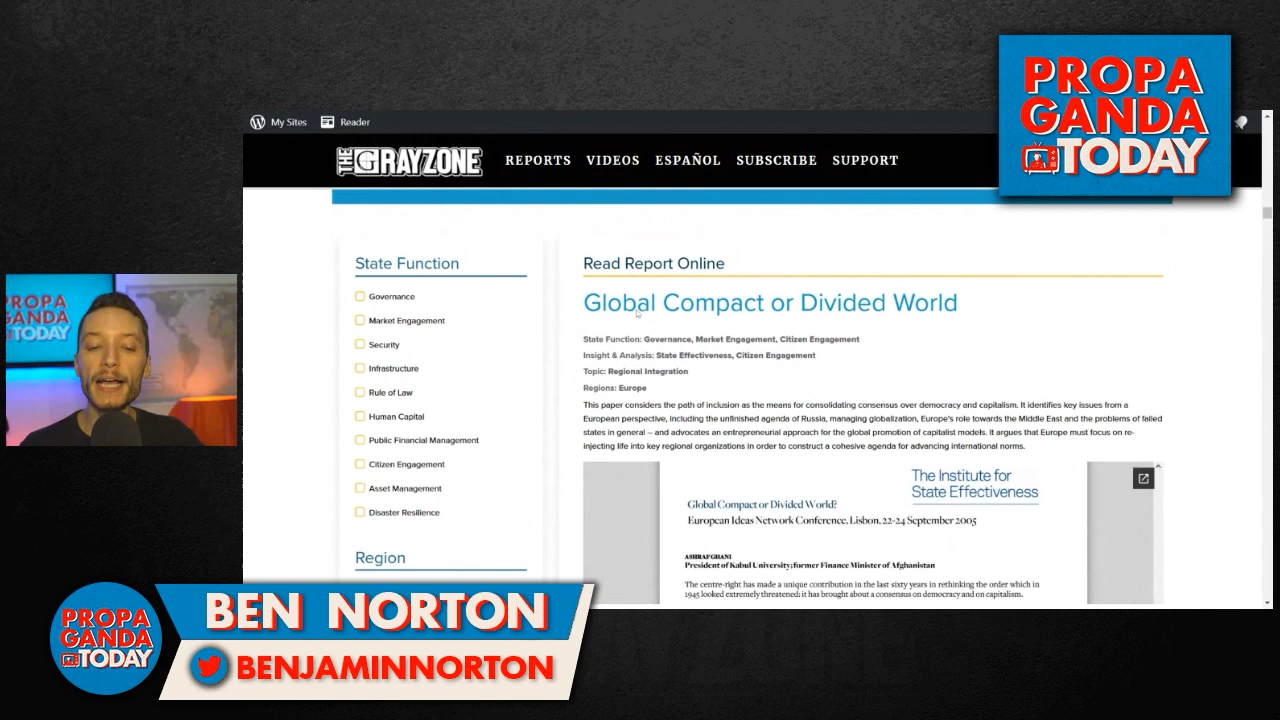 My Sites
Reader
THE GRAYZONE
REPORTS VIDEOS ESPAÑOL SUBSCRIBE SUPPORT
PROPA
GANDA
TODAY
State Function
Governance
Market Engagement
Security
Infrastructure
Rule of Law
Human Capital
Public Financial Management
Citizen Engagement
Asset Management
Disaster Resilience
Region
Read Report Online
Global Compact or Divided World
State Function: Governance, Market Engagement, Citizen Engagement
Insight & Analysis: State Effectiveness, Citizen Engagement
Topic: Regional Integration
Regions: Europe
This paper considers the path of inclusion as the means for consolidating consensus over democracy and capitalism. It identifies key issues from a
European perspective, including the unfinished agenda of Russia, managing globalization, Europe's role towards the Middle East and the problems of failed
states in general – and advocates an entrepreneurial approach for the global promotion of capitalist models. It argues that Europe must focus on re-
injecting life into key regional organizations in order to construct a cohesive agenda for advancing international norms.
The Institute for
State Effectiveness
Global Compact or Divided World?
European Ideas Network Conference, Lisbon, 22-24 September 2005
ASHRAF GHANI
President of Kabul University; former Finance Minister of Afghanistan
The centre-right has made a unique contribution in the last sixty years in rethinking the order which in
1945 looked extremely threatened: it has brought about a consensus on democracy and on capitalism.
PROPA
GANDA
TODAY
PROPA
GANDA
TODAY
BEN NORTON
BENJAMINNORTON